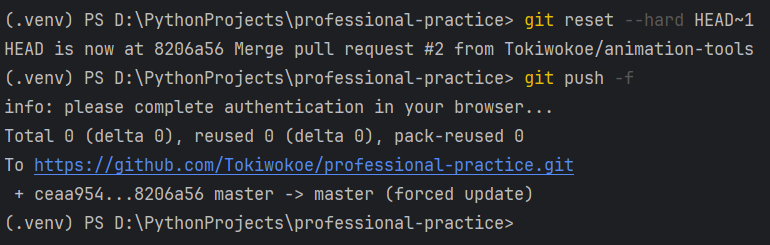 (.venv) PS D:\PythonProjects\professional-practice> git reset --hard HEAD~1
HEAD is now at 8206a56 Merge pull request #2 from Tokiwokoe/animation-tools
(.venv) PS D:\PythonProjects\professional-practice> git push -f
info: please complete authentication in your browser...
Total 0 (delta 0), reused 0 (delta 0), pack-reused 0
To https://github.com/Tokiwokoe/professional-practice.git
 + ceaa954...8206a56 master -> master (forced update)
(.venv) PS D:\PythonProjects\professional-practice>